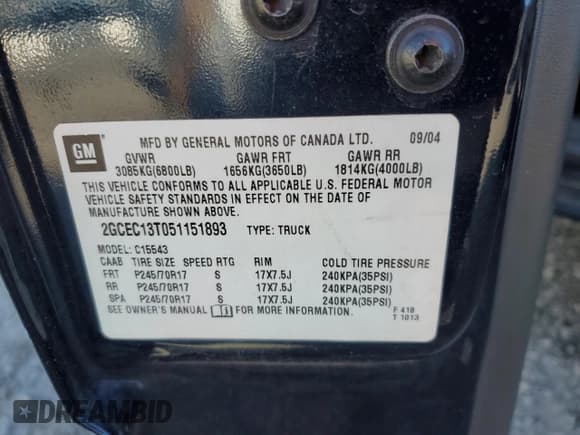 GM
MFD BY GENERAL MOTORS OF CANADA LTD. 09/04
GVWR GAWR FRT GAWR RR
3085KG(6800LB) 1656KG(3650LB) 1814KG(4000LB)
THIS VEHICLE CONFORMS TO ALL APPLICABLE U.S. FEDERAL MOTOR
VEHICLE SAFETY STANDARDS IN EFFECT ON THE DATE OF
MANUFACTURE SHOWN ABOVE.
2GCEC13T051151893 TYPE: TRUCK
MODEL: C15543
CAAB TIRE SIZE SPEED RTG RIM COLD TIRE PRESSURE
FRT P245/70R17 S 17X7.5J 240KPA(35PSI)
RR P245/70R17 S 17X7.5J 240KPA(35PSI)
SPA P245/70R17 S 17X7.5J 240KPA(35PSI)
SEE OWNER'S MANUAL FOR MORE INFORMATION F 410
T 1013
DREAMBID